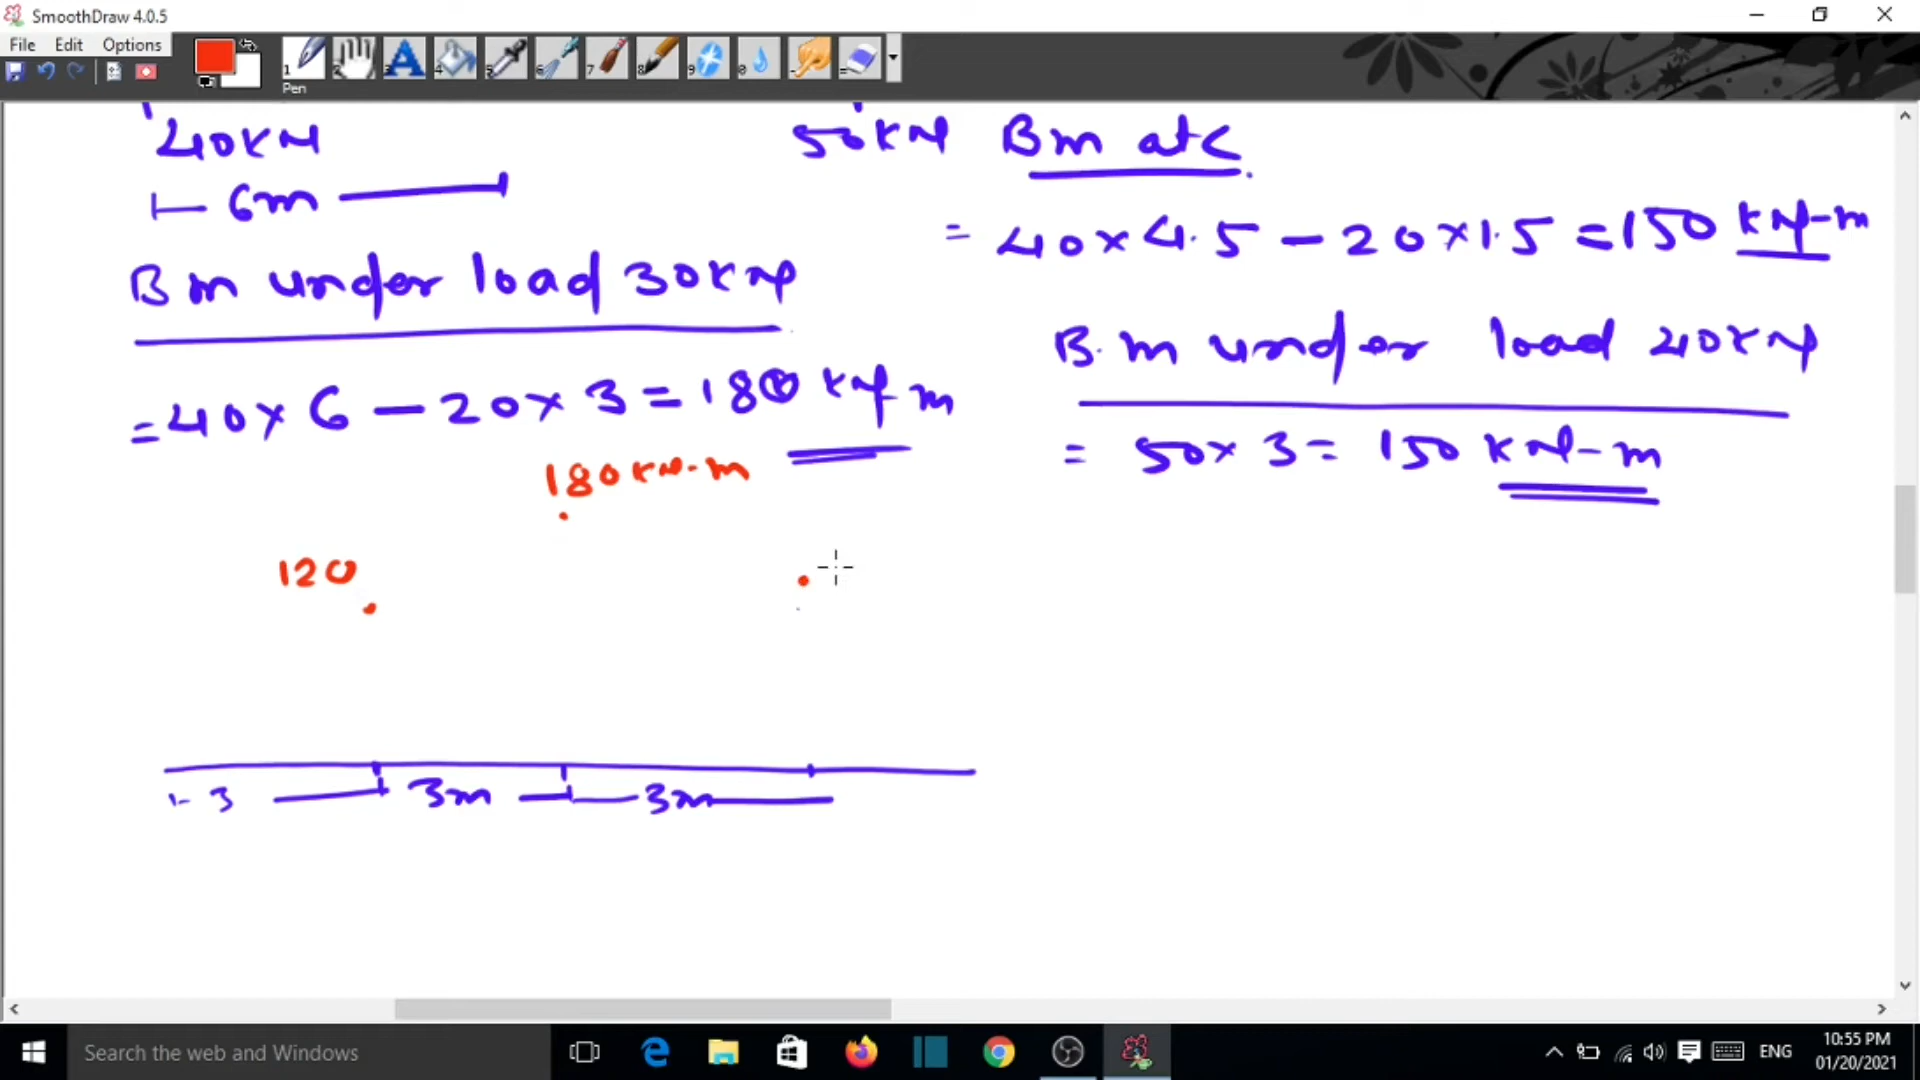 SmoothDraw 4.0.5
File Edit Options
Pen
40KN
50KN
6m
Bm at C
= 40 × 4.5 - 20 × 1.5 = 150 KN-m
Bm under load 30KN
= 40 × 6 - 20 × 3 = 180 KN m
B.m under load 40KN
= 50 × 3 = 150 KN-m
180KN-m
120
3
3m
3m
Search the web and Windows
ENG
10:55 PM
01/20/2021